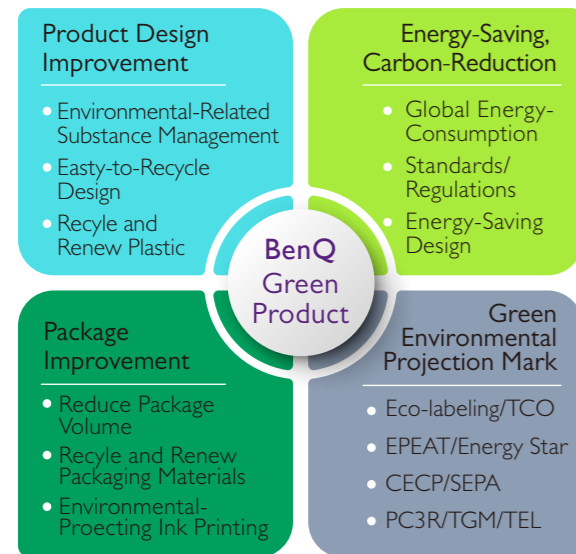 Product Design
Improvement
• Environmental-Related
Substance Management
• Easty-to-Recycle
Design
• Recyle and
Renew Plastic
Energy-Saving,
Carbon-Reduction
• Global Energy-
Consumption
• Standards/
Regulations
• Energy-Saving
Design
BenQ
Green
Product
Package
Improvement
• Reduce Package
Volume
• Recyle and Renew
Packaging Materials
• Environmental-
Proecting Ink Printing
Green
Environmental
Projection Mark
• Eco-labeling/TCO
• EPEAT/Energy Star
• CECP/SEPA
• PC3R/TGM/TEL